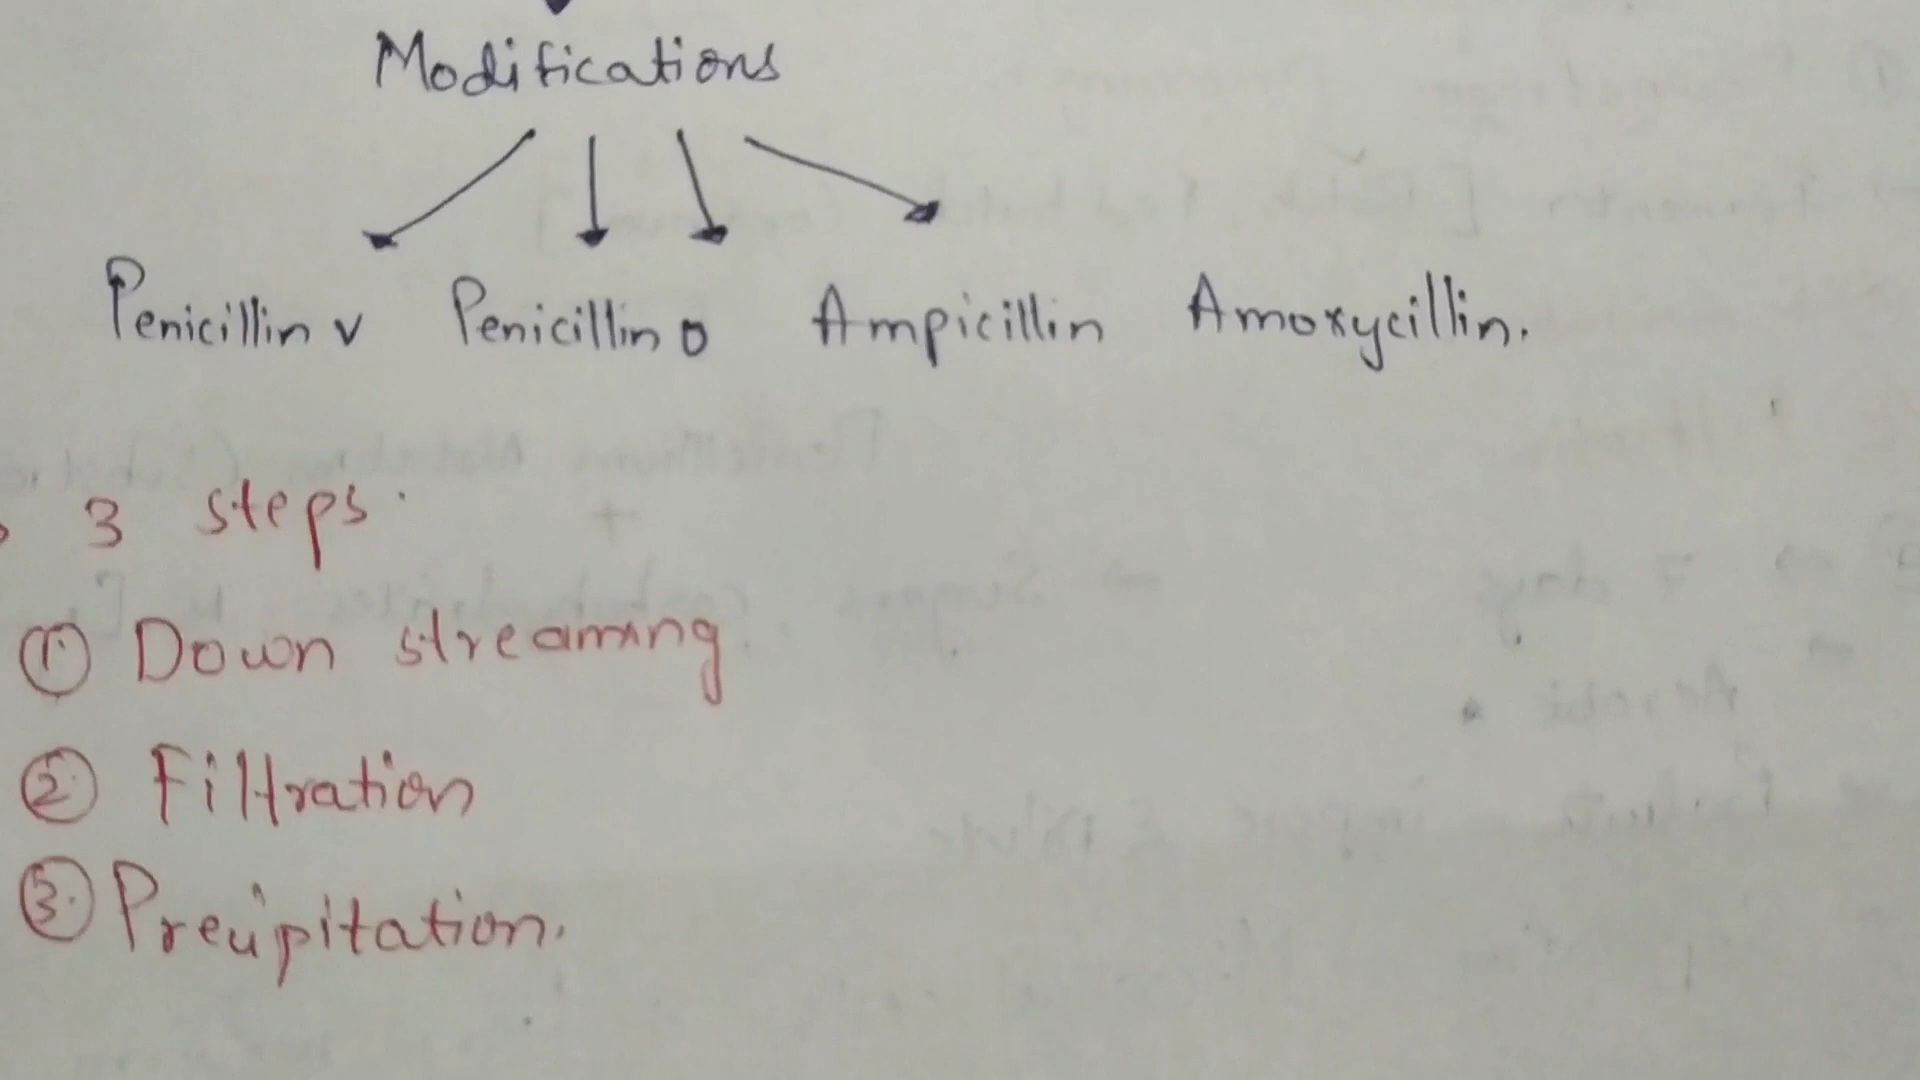 Modifications
Penicillin v Penicillin o Ampicillin Amoxycillin.
3 steps.
① Down streaming
② Filtration
③ Precipitation.